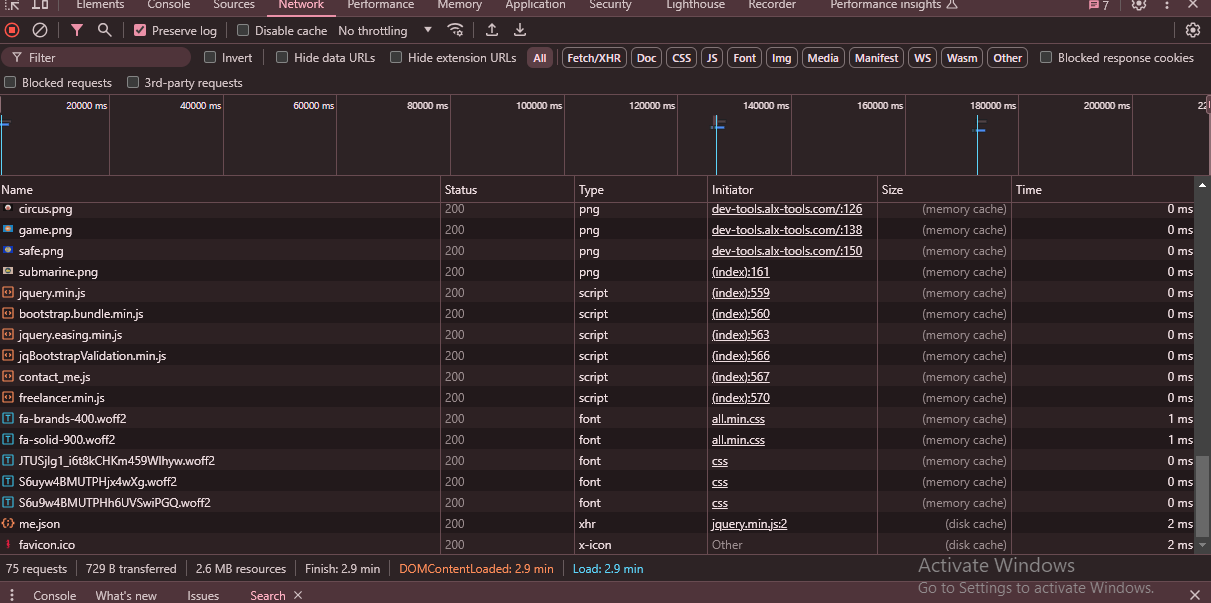 Elements Console Sources Network Performance Memory Application Security Lighthouse Recorder Performance insights 7
Preserve log Disable cache No throttling
Filter Invert Hide data URLs Hide extension URLs All Fetch/XHR Doc CSS JS Font Img Media Manifest WS Wasm Other Blocked response cookies
Blocked requests 3rd-party requests
20000 ms 40000 ms 60000 ms 80000 ms 100000 ms 120000 ms 140000 ms 160000 ms 180000 ms 200000 ms
Name Status Type Initiator Size Time
circus.png 200 png dev-tools.alx-tools.com/:126 (memory cache) 0 ms
game.png 200 png dev-tools.alx-tools.com/:138 (memory cache) 0 ms
safe.png 200 png dev-tools.alx-tools.com/:150 (memory cache) 0 ms
submarine.png 200 png (index):161 (memory cache) 0 ms
jquery.min.js 200 script (index):559 (memory cache) 0 ms
bootstrap.bundle.min.js 200 script (index):560 (memory cache) 0 ms
jquery.easing.min.js 200 script (index):563 (memory cache) 0 ms
jqBootstrapValidation.min.js 200 script (index):566 (memory cache) 0 ms
contact_me.js 200 script (index):567 (memory cache) 0 ms
freelancer.min.js 200 script (index):570 (memory cache) 0 ms
fa-brands-400.woff2 200 font all.min.css (memory cache) 1 ms
fa-solid-900.woff2 200 font all.min.css (memory cache) 1 ms
JTUSjIg1_i6t8kCHKm459Wlhyw.woff2 200 font css (memory cache) 0 ms
S6uyw4BMUTPHjx4wXg.woff2 200 font css (memory cache) 0 ms
S6u9w4BMUTPHh6UVSwiPGQ.woff2 200 font css (memory cache) 0 ms
me.json 200 xhr jquery.min.js:2 (disk cache) 2 ms
favicon.ico 200 x-icon Other (disk cache) 2 ms
75 requests 729 B transferred 2.6 MB resources Finish: 2.9 min DOMContentLoaded: 2.9 min Load: 2.9 min
Activate Windows
Go to Settings to activate Windows.
Console What's new Issues Search